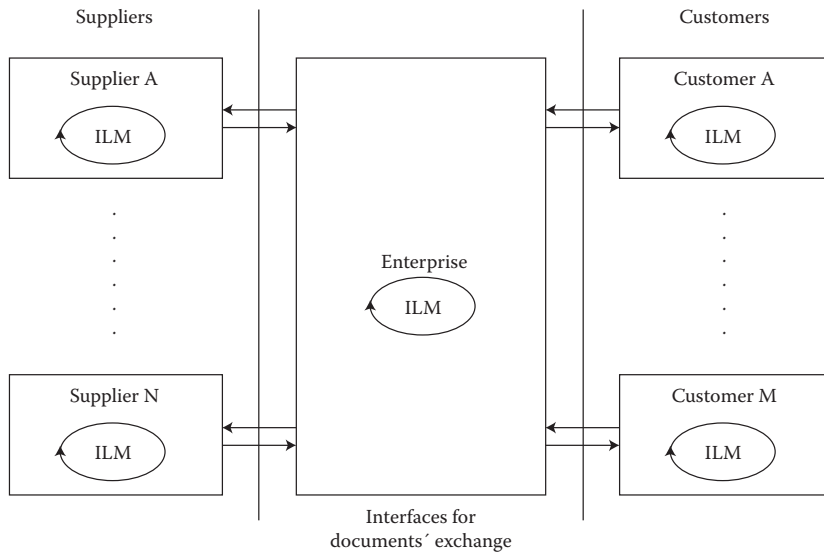 Suppliers
Customers
Supplier A
ILM
Customer A
ILM
Enterprise
ILM
Supplier N
ILM
Customer M
ILM
Interfaces for
documents´ exchange